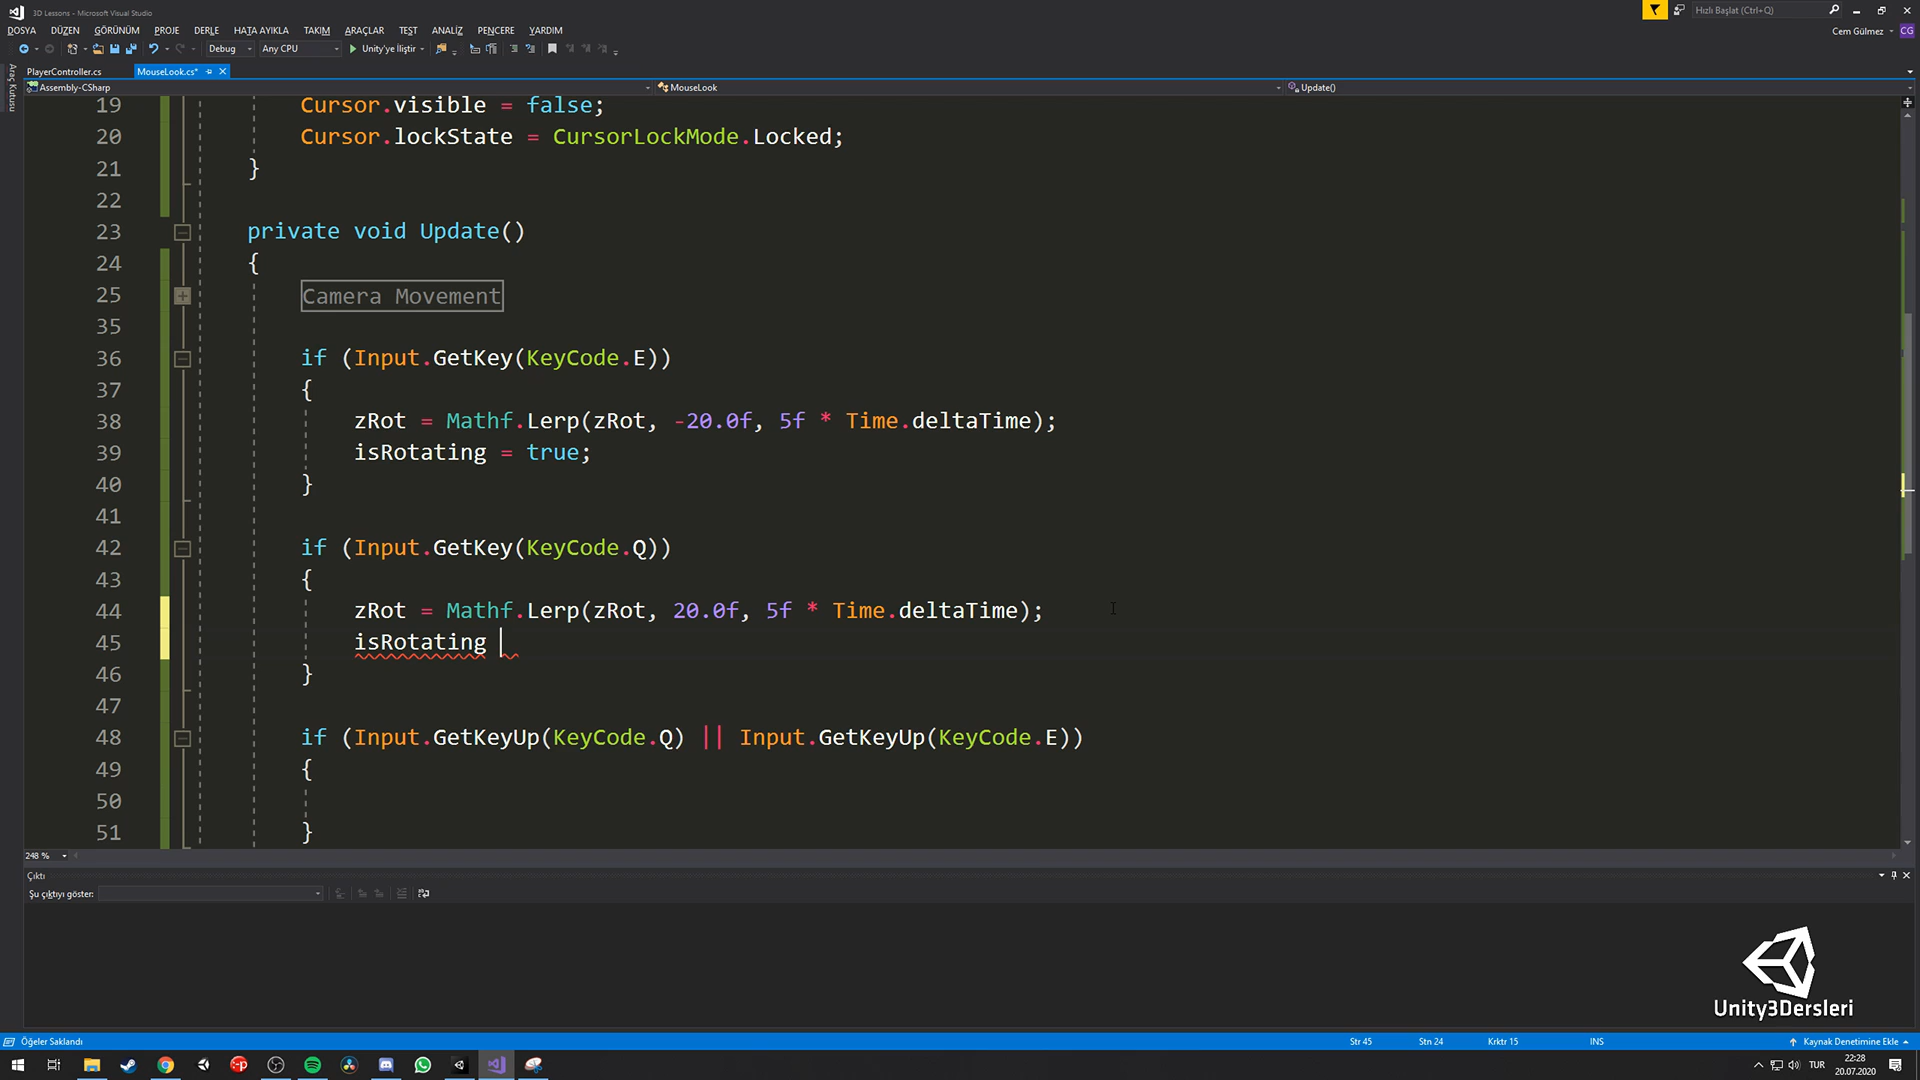 3D Lessons - Microsoft Visual Studio
Hızlı Başlat (Ctrl+Q)
DOSYA DÜZEN GÖRÜNÜM PROJE DERLE HATA AYIKLA TAKIM ARAÇLAR TEST ANALİZ PENCERE YARDIM
Cem Gülmez CG
Debug Any CPU Unity'ye İliştir
Araç Kutusu
PlayerController.cs MouseLook.cs*
Assembly-CSharp MouseLook Update()
19 Cursor.visible = false;
20 Cursor.lockState = CursorLockMode.Locked;
21 }
22
23 private void Update()
24 {
25 Camera Movement
35
36 if (Input.GetKey(KeyCode.E))
37 {
38 zRot = Mathf.Lerp(zRot, -20.0f, 5f * Time.deltaTime);
39 isRotating = true;
40 }
41
42 if (Input.GetKey(KeyCode.Q))
43 {
44 zRot = Mathf.Lerp(zRot, 20.0f, 5f * Time.deltaTime);
45 isRotating
46 }
47
48 if (Input.GetKeyUp(KeyCode.Q) || Input.GetKeyUp(KeyCode.E))
49 {
50
51 }
248 %
Çıktı
Şu çıktıyı göster:
Unity3Dersleri
Öğeler Saklandı Str 45 Stn 24 Krktr 15 INS Kaynak Denetimine Ekle
TUR 22:28
20.07.2020